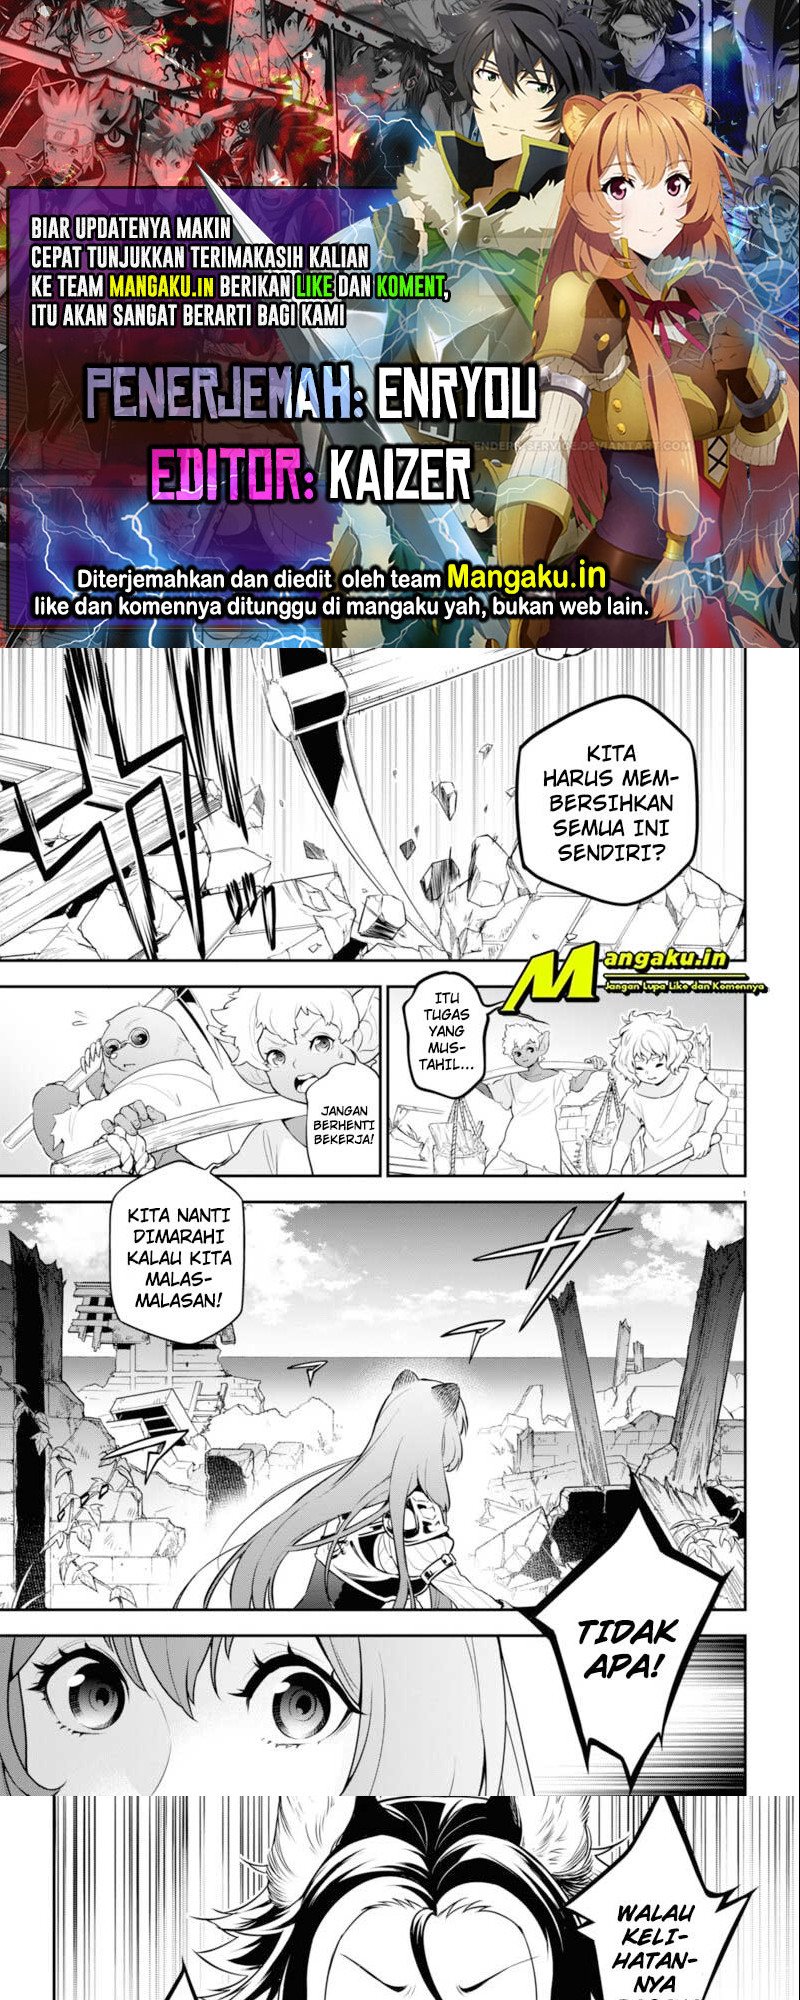 BIAR UPDATENYA MAKIN
CEPAT TUNJUKKAN TERIMAKASIH KALIAN
KE TEAM MANGAKU.in BERIKAN LIKE DAN KOMENT,
ITU AKAN SANGAT BERARTI BAGI KAMI
PENERJEMAH: ENRYOU
EDITOR: KAIZER
Diterjemahkan dan diedit oleh team Mangaku.in
like dan komennya ditunggu di mangaku yah, bukan web lain.
KITA
HARUS MEM-
BERSIHKAN
SEMUA INI
SENDIRI?
Mangaku.in
Jangan Lupa Like dan Komennya
ITU
TUGAS
YANG
MUS-
TAHIL...
JANGAN
BERHENTI
BEKERJA!
KITA NANTI
DIMARAHI
KALAU KITA
MALAS-
MALASAN!
1
TIDAK
APA!
WALAU
KELI-
HATAN-
NYA